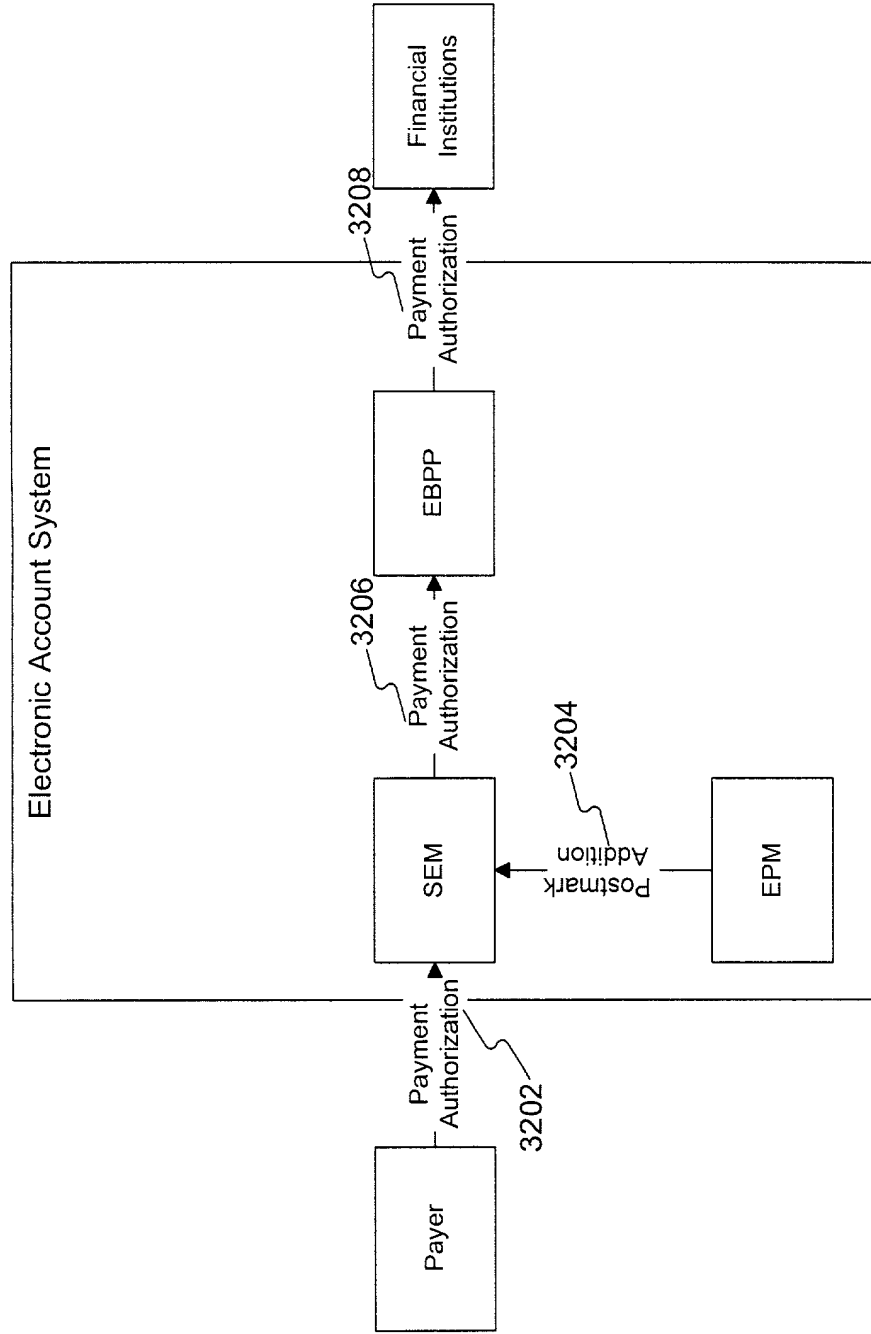 Electronic Account System
Payer
Payment
Authorization
3202
SEM
Postmark
Addition
3204
EPM
Payment
Authorization
3206
EBPP
Payment
Authorization
3208
Financial
Institutions